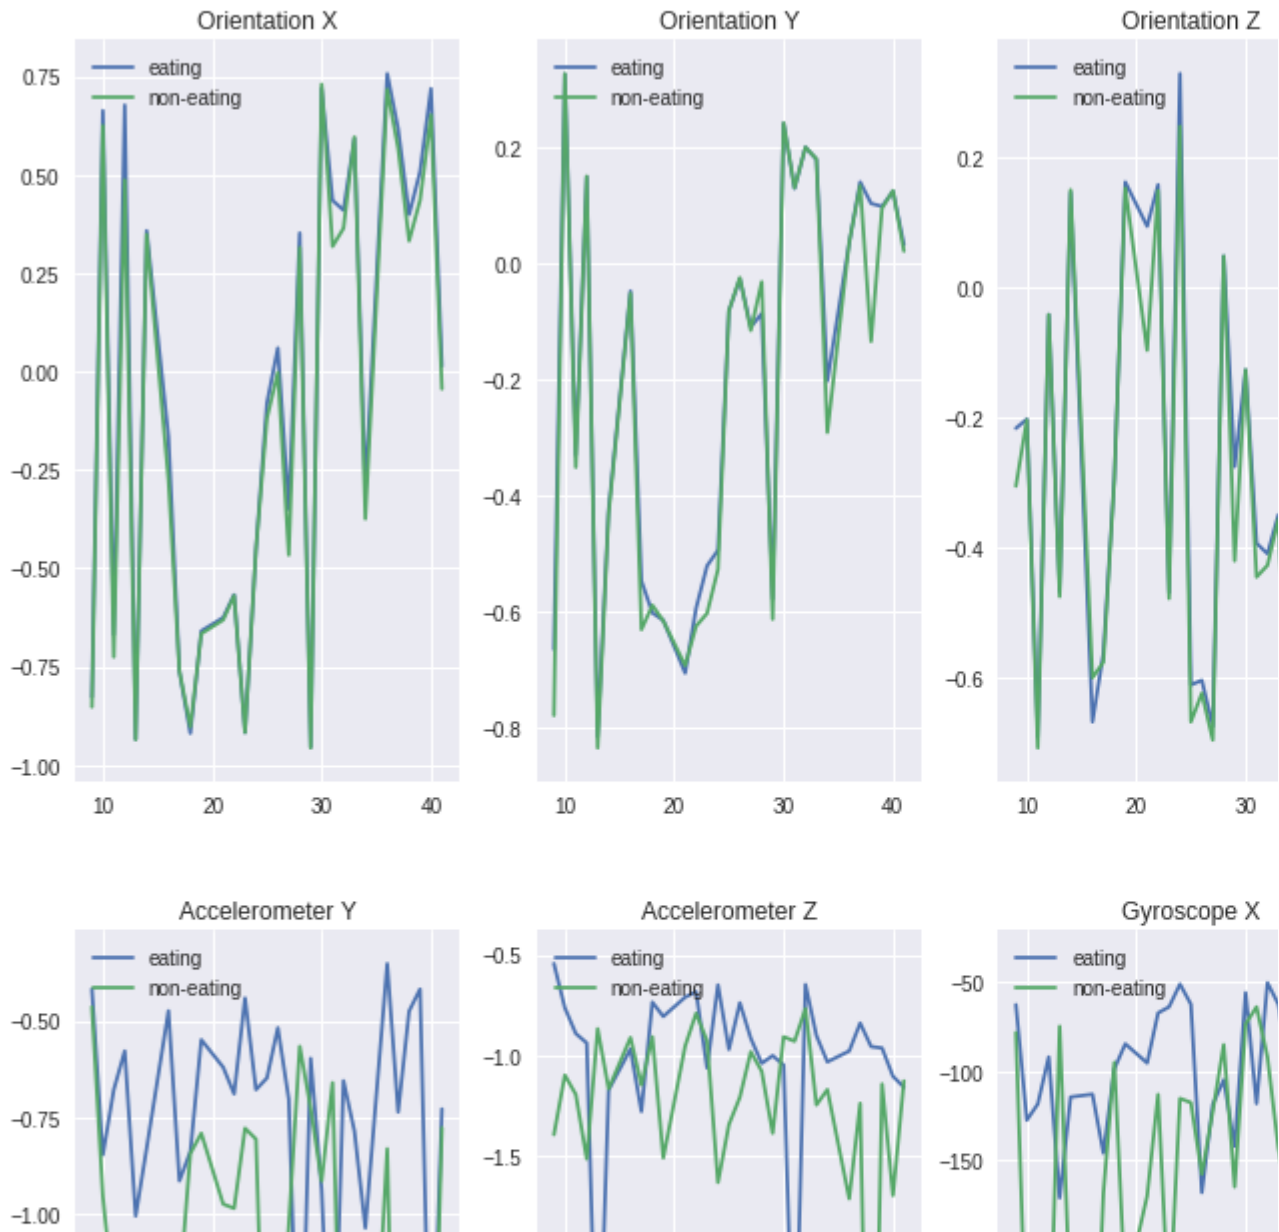 Orientation X
Orientation Y
Orientation Z
eating
non-eating
0.75
0.50
0.25
0.00
−0.25
−0.50
−0.75
−1.00
10 20 30 40
eating
non-eating
0.2
0.0
−0.2
−0.4
−0.6
−0.8
10 20 30 40
eating
non-eating
0.2
0.0
−0.2
−0.4
−0.6
10 20 30
Accelerometer Y
Accelerometer Z
Gyroscope X
eating
non-eating
−0.50
−0.75
−1.00
eating
non-eating
−0.5
−1.0
−1.5
eating
non-eating
−50
−100
−150